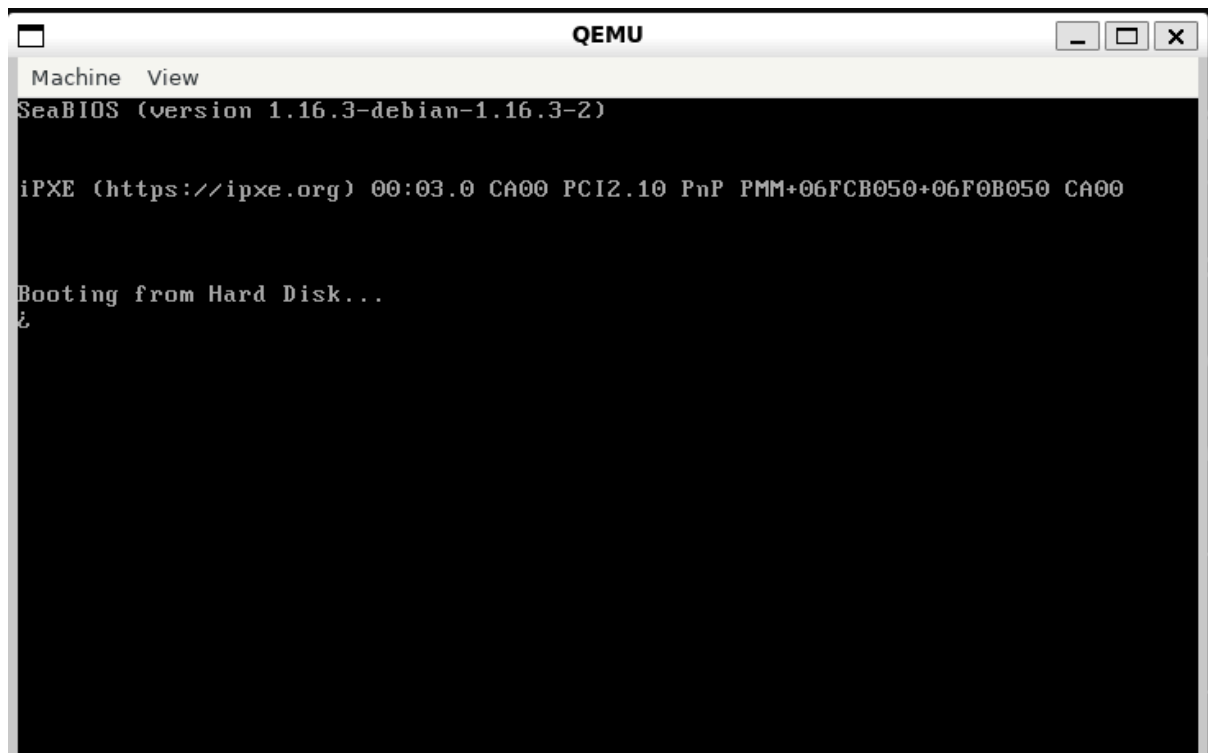 QEMU
Machine View
SeaBIOS (version 1.16.3-debian-1.16.3-2)
iPXE (https://ipxe.org) 00:03.0 CA00 PCI2.10 PnP PMM+06FCB050+06F0B050 CA00
Booting from Hard Disk...
¿